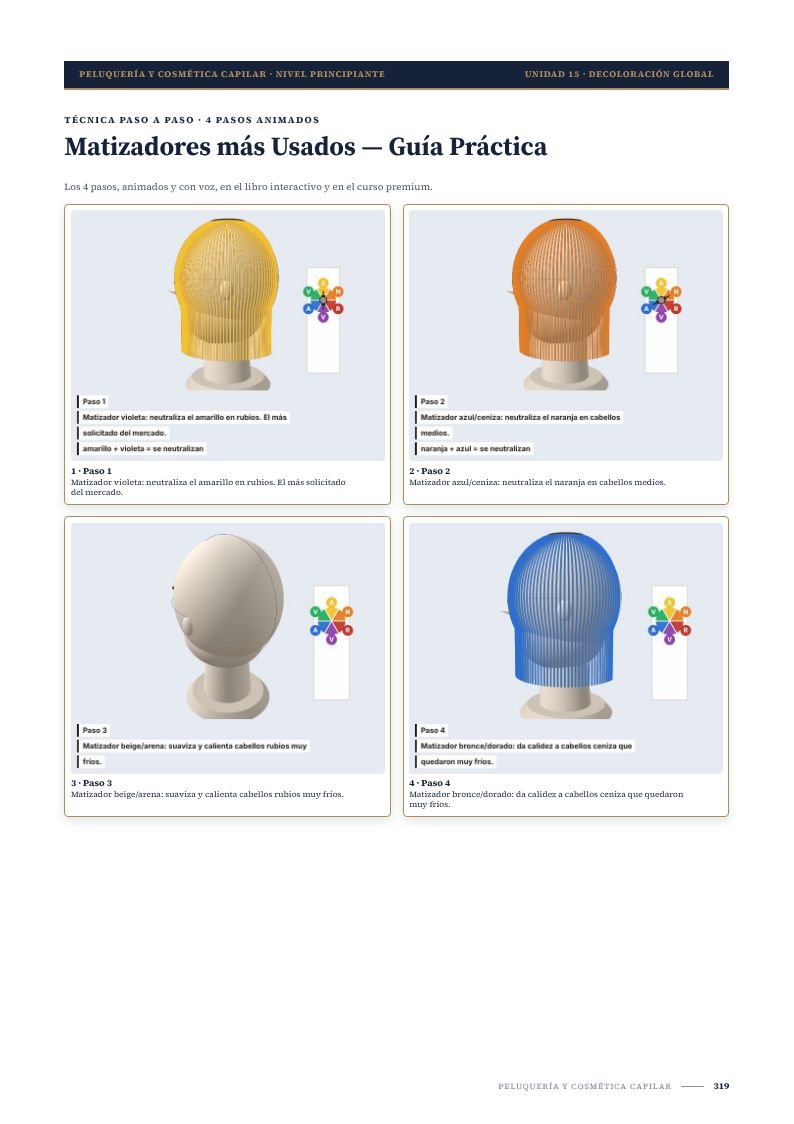 PELUQUERÍA Y COSMÉTICA CAPILAR · NIVEL PRINCIPIANTE
UNIDAD 15 · DECOLORACIÓN GLOBAL
TÉCNICA PASO A PASO · 4 PASOS ANIMADOS
Matizadores más Usados — Guía Práctica
Los 4 pasos, animados y con voz, en el libro interactivo y en el curso premium.
A
V N
A R
V
Paso 1
Matizador violeta: neutraliza el amarillo en rubios. El más
solicitado del mercado.
amarillo + violeta = se neutralizan
1 · Paso 1
Matizador violeta: neutraliza el amarillo en rubios. El más solicitado
del mercado.
A
V N
A R
V
Paso 2
Matizador azul/ceniza: neutraliza el naranja en cabellos
medios.
naranja + azul = se neutralizan
2 · Paso 2
Matizador azul/ceniza: neutraliza el naranja en cabellos medios.
A
V N
A R
V
Paso 3
Matizador beige/arena: suaviza y calienta cabellos rubios muy
fríos.
3 · Paso 3
Matizador beige/arena: suaviza y calienta cabellos rubios muy fríos.
A
V N
A R
V
Paso 4
Matizador bronce/dorado: da calidez a cabellos ceniza que
quedaron muy fríos.
4 · Paso 4
Matizador bronce/dorado: da calidez a cabellos ceniza que quedaron
muy fríos.
PELUQUERÍA Y COSMÉTICA CAPILAR — 319